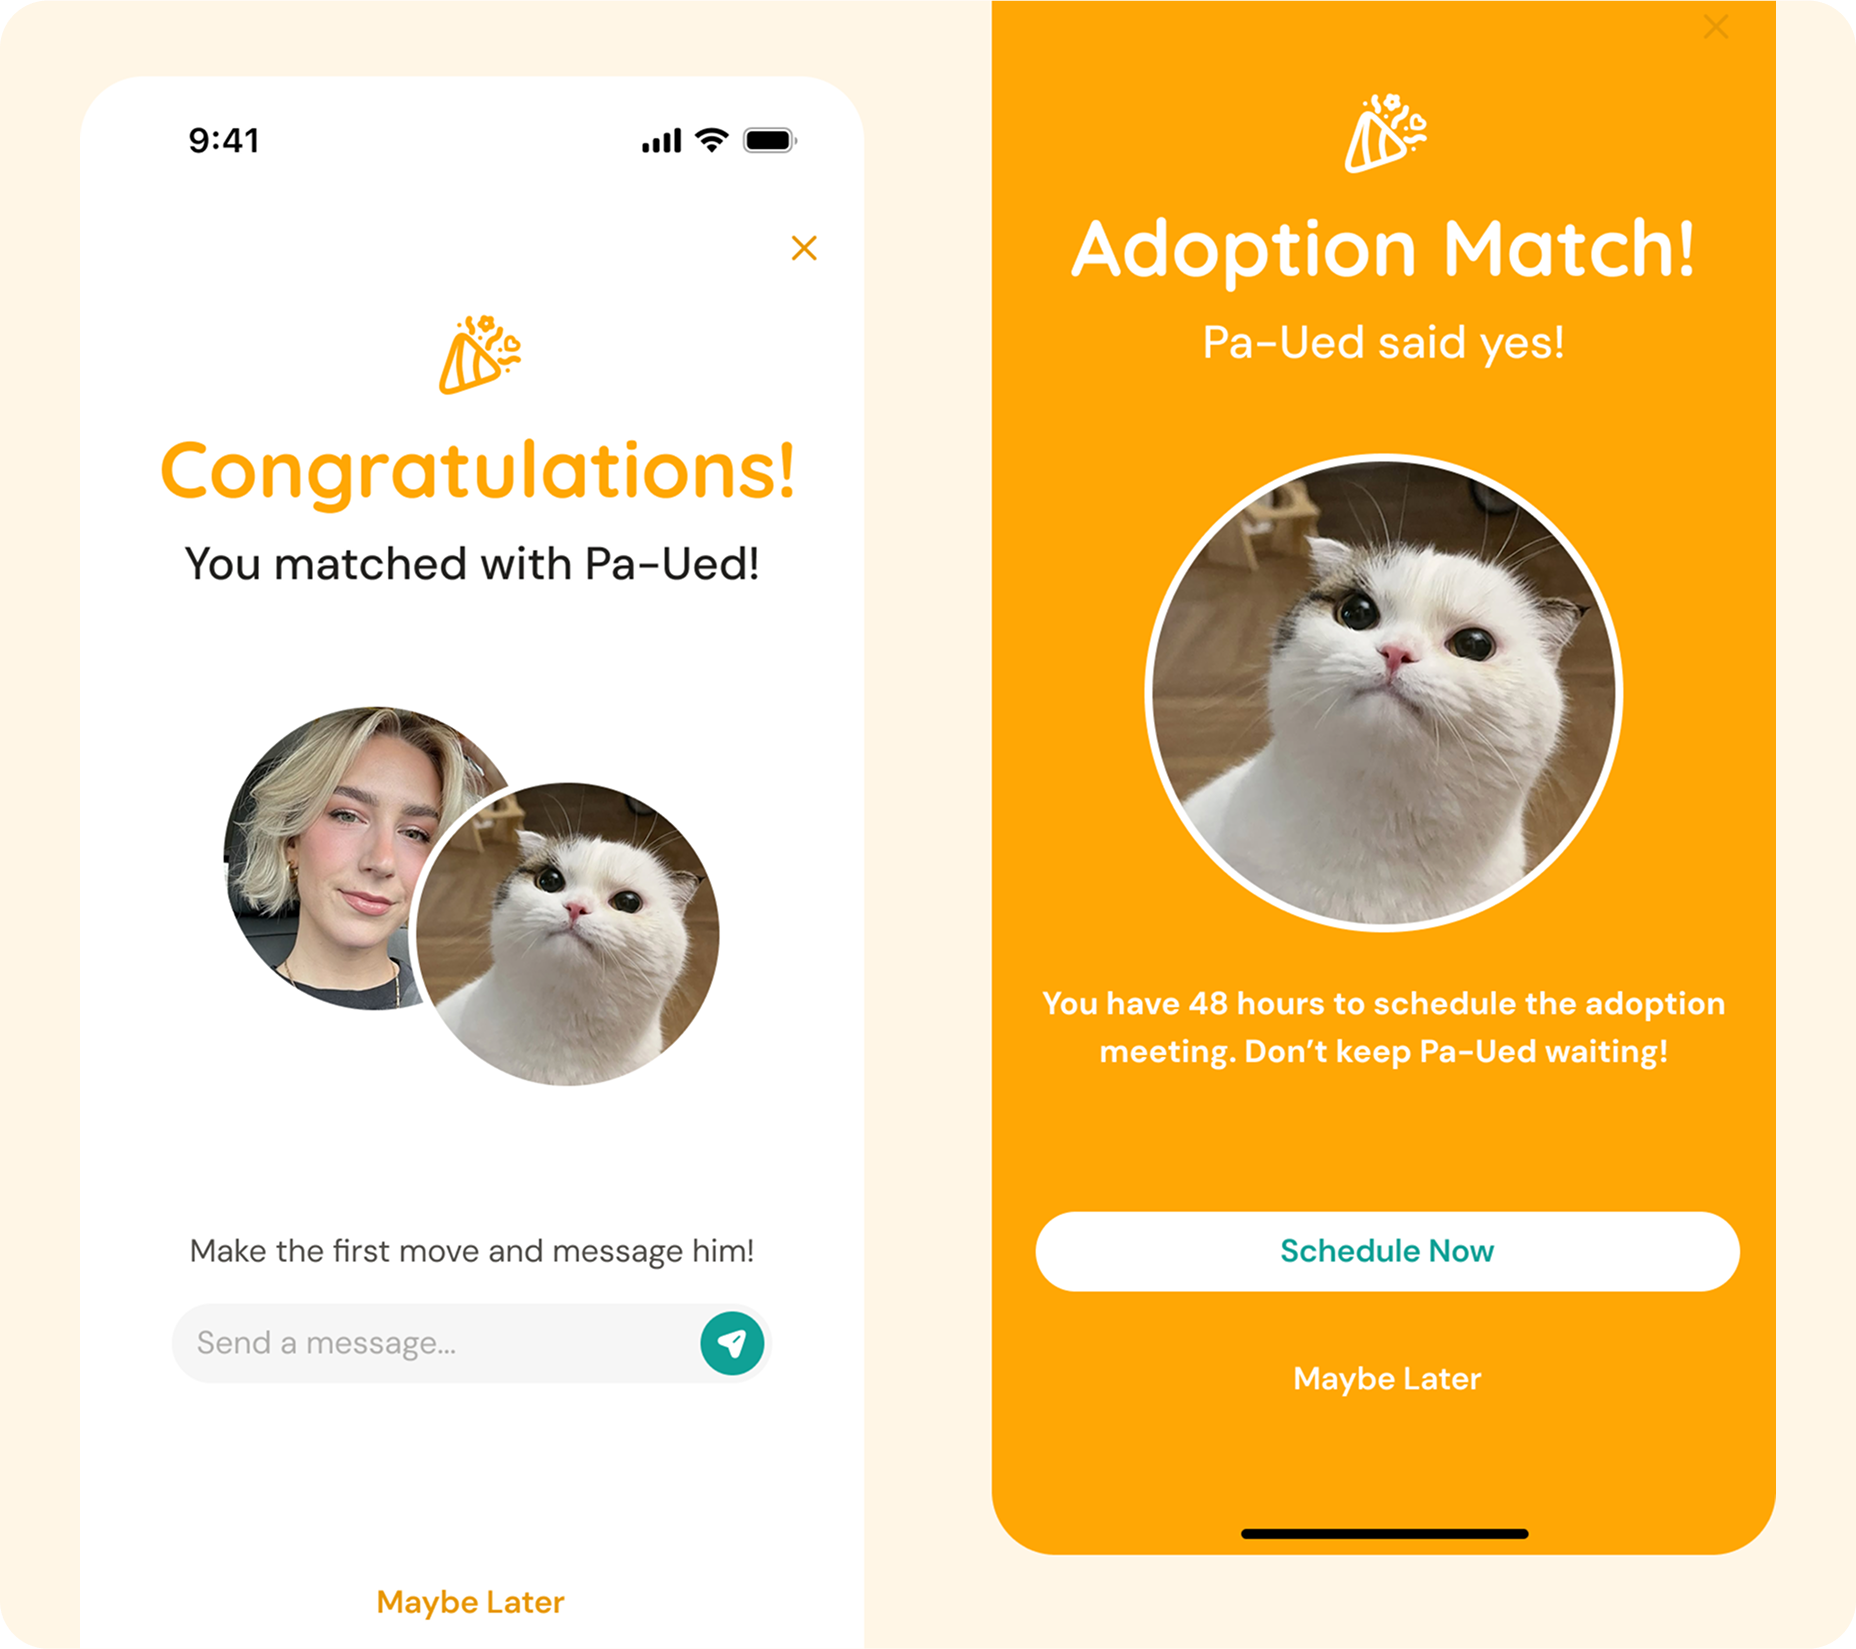 9:41
Congratulations!
You matched with Pa-Ued!
Make the first move and message him!
Send a message...
Maybe Later
Adoption Match!
Pa-Ued said yes!
You have 48 hours to schedule the adoption
meeting. Don’t keep Pa-Ued waiting!
Schedule Now
Maybe Later